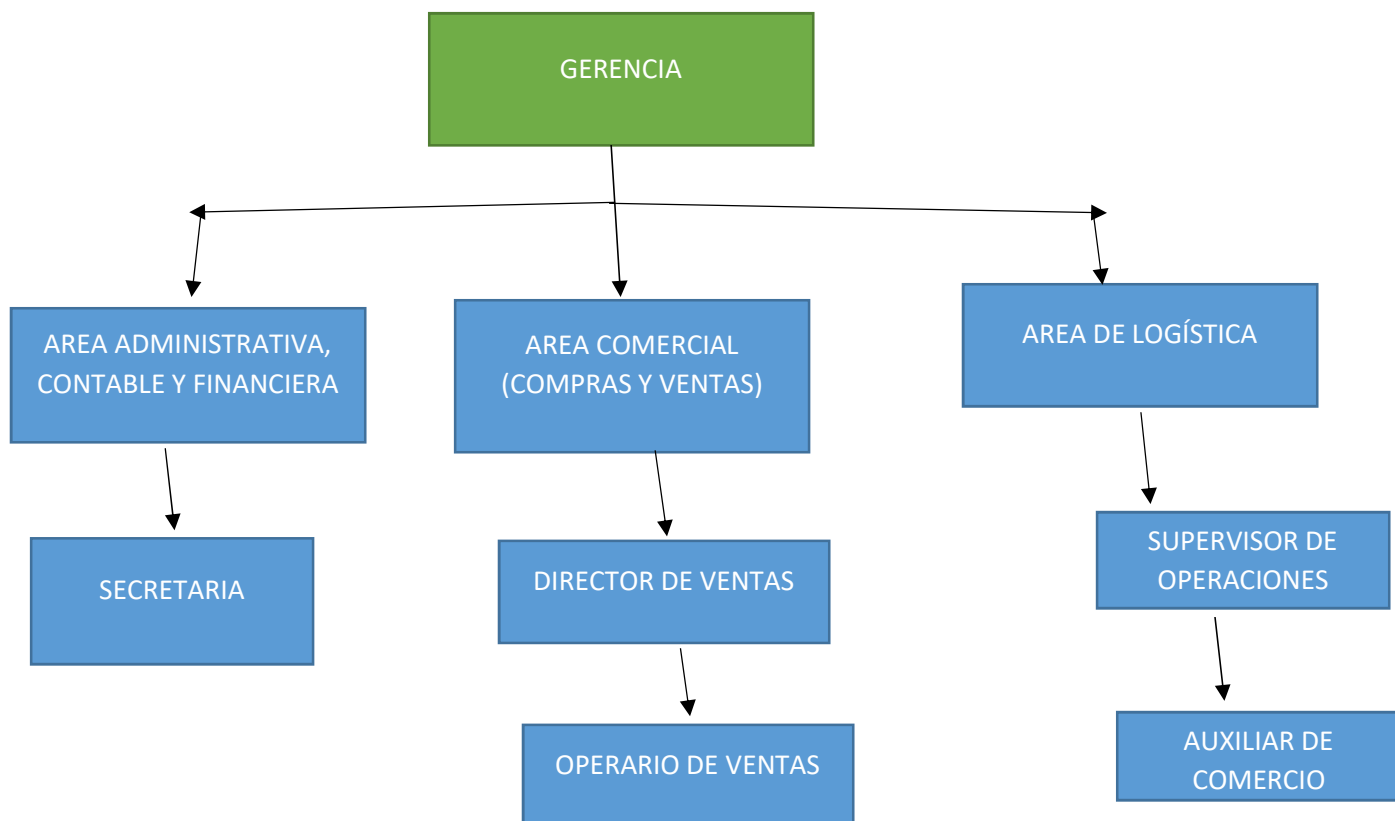 GERENCIA
AREA ADMINISTRATIVA,
CONTABLE Y FINANCIERA
AREA COMERCIAL
(COMPRAS Y VENTAS)
AREA DE LOGÍSTICA
SECRETARIA
DIRECTOR DE VENTAS
SUPERVISOR DE
OPERACIONES
OPERARIO DE VENTAS
AUXILIAR DE
COMERCIO